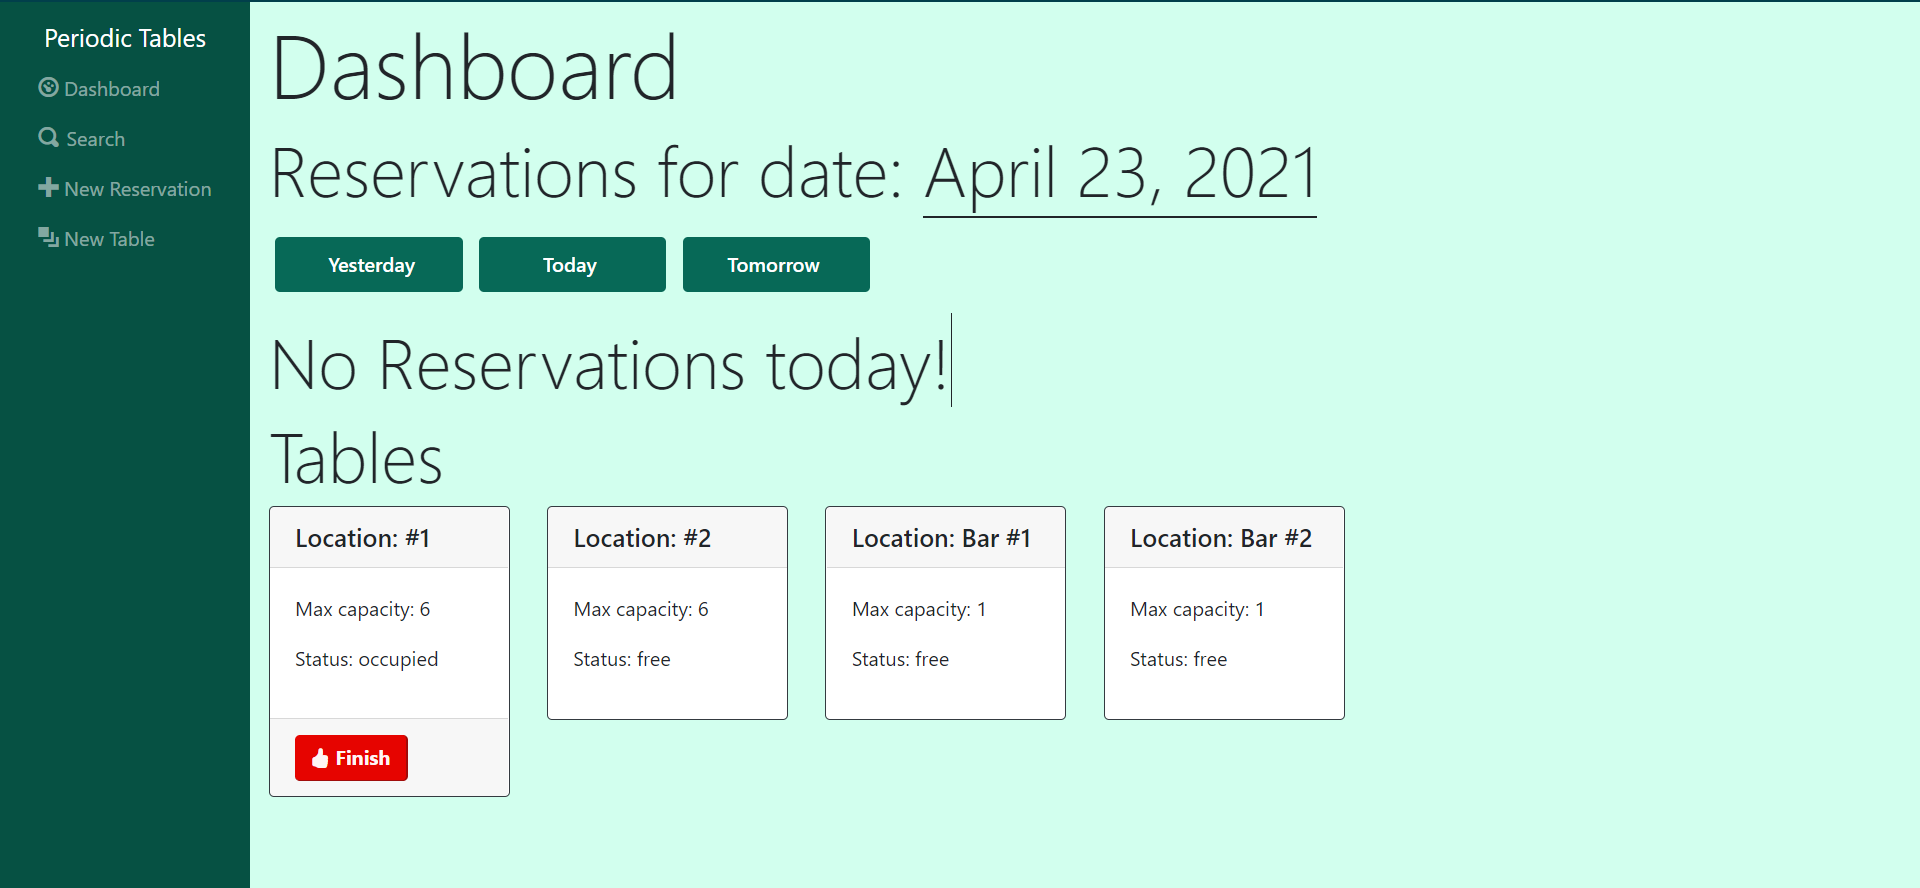 Periodic Tables
Dashboard
Search
New Reservation
New Table
Dashboard
Reservations for date: April 23, 2021
Yesterday Today Tomorrow
No Reservations today!
Tables
Location: #1
Max capacity: 6
Status: occupied
Finish
Location: #2
Max capacity: 6
Status: free
Location: Bar #1
Max capacity: 1
Status: free
Location: Bar #2
Max capacity: 1
Status: free